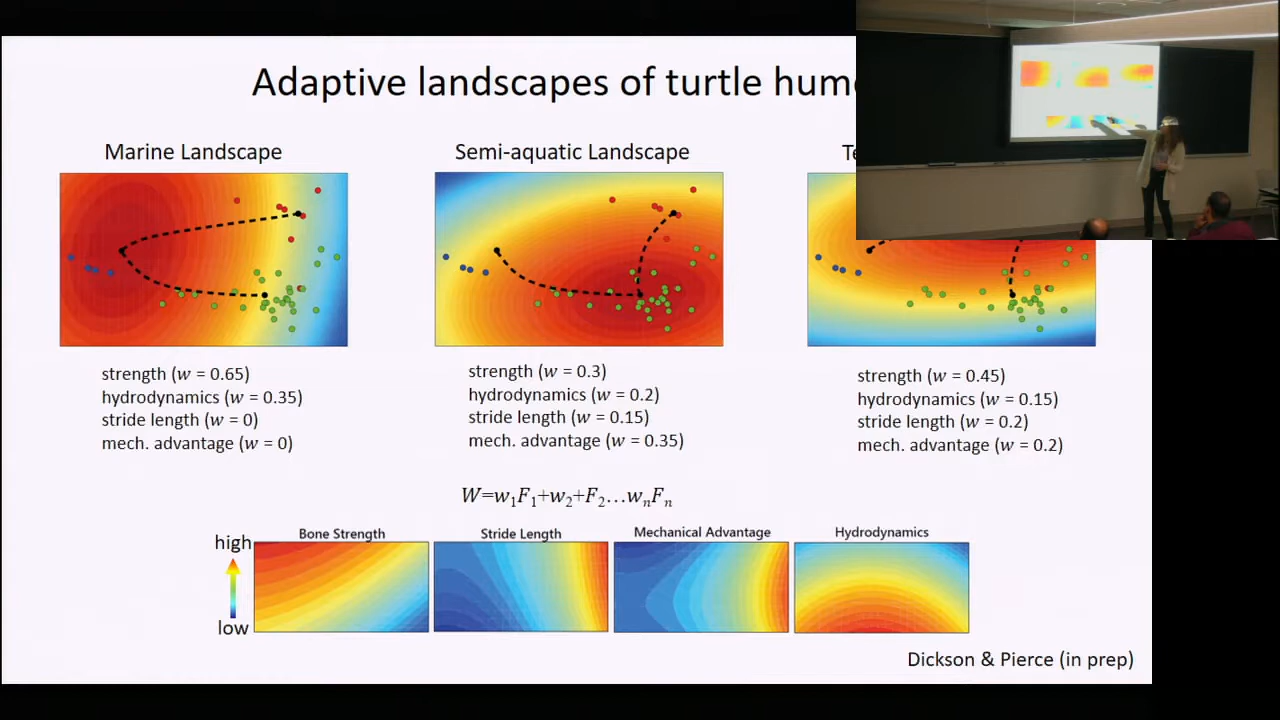 Adaptive landscapes of turtle
Marine Landscape
Semi-aquatic Landscape
strength (w = 0.65)
hydrodynamics (w = 0.35)
stride length (w = 0)
mech. advantage (w = 0)
strength (w = 0.3)
hydrodynamics (w = 0.2)
stride length (w = 0.15)
mech. advantage (w = 0.35)
strength (w = 0.45)
hydrodynamics (w = 0.15)
stride length (w = 0.2)
mech. advantage (w = 0.2)
W=w₁F₁+w₂+F₂…wₙFₙ
Bone Strength
Stride Length
Mechanical Advantage
Hydrodynamics
high
low
Dickson & Pierce (in prep)